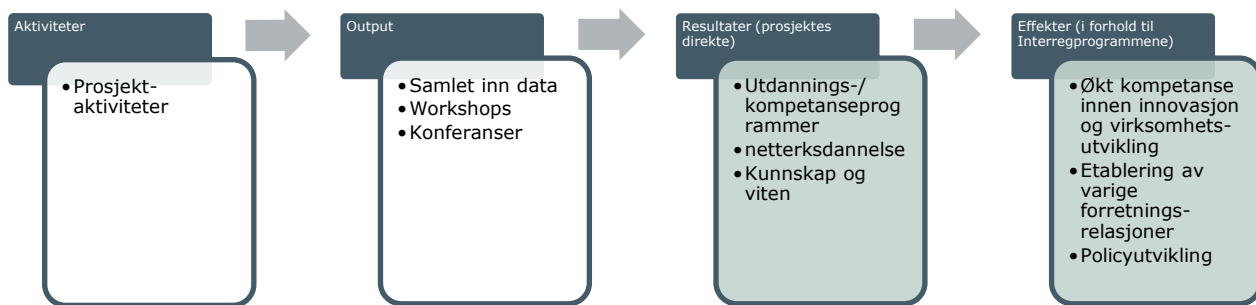 Aktiviteter
• Prosjekt-
aktiviteter
Output
• Samlet inn data
• Workshops
• Konferanser
Resultater (prosjektes
direkte)
• Utdannings-/
kompetanseprog
rammer
• netterksdannelse
• Kunnskap og
viten
Effekter (i forhold til
Interregprogrammene)
• Økt kompetanse
innen innovasjon
og virksomhets-
utvikling
• Etablering av
varige
forretnings-
relasjoner
• Policyutvikling